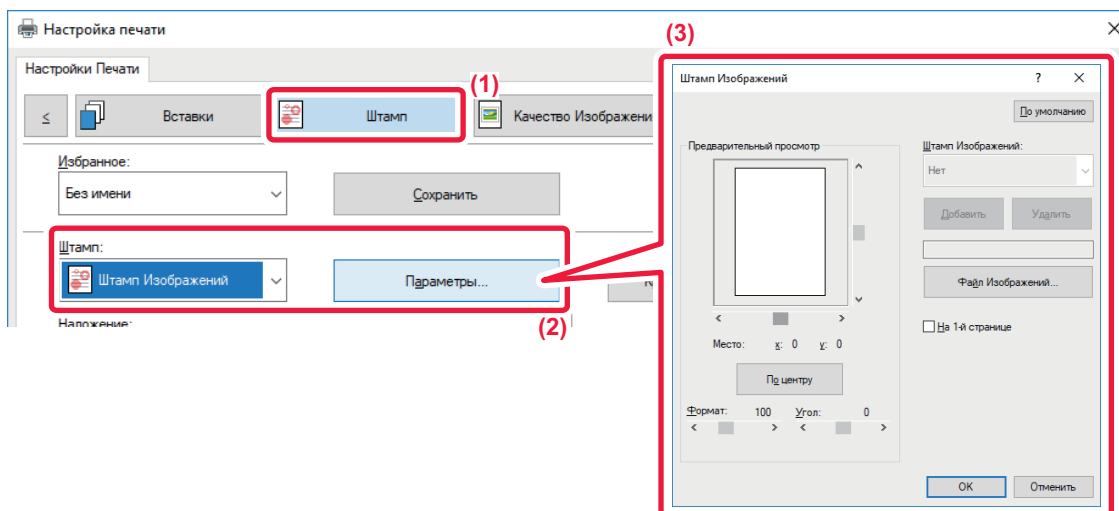 Настройка печати
(3)
Настройки Печати
(1)
<
Вставки
Штамп
Качество Изображени
Избранное:
Без имени
Сохранить
Штамп:
Штамп Изображений
Параметры...
(2)
Наложение:
Штамп Изображений
?
По умолчанию
Предварительный просмотр
Штамп Изображений:
Нет
Добавить
Удалить
Файл Изображений...
На 1-й странице
Место: x: 0 y: 0
По центру
Формат: 100 Угол: 0
OK
Отменить